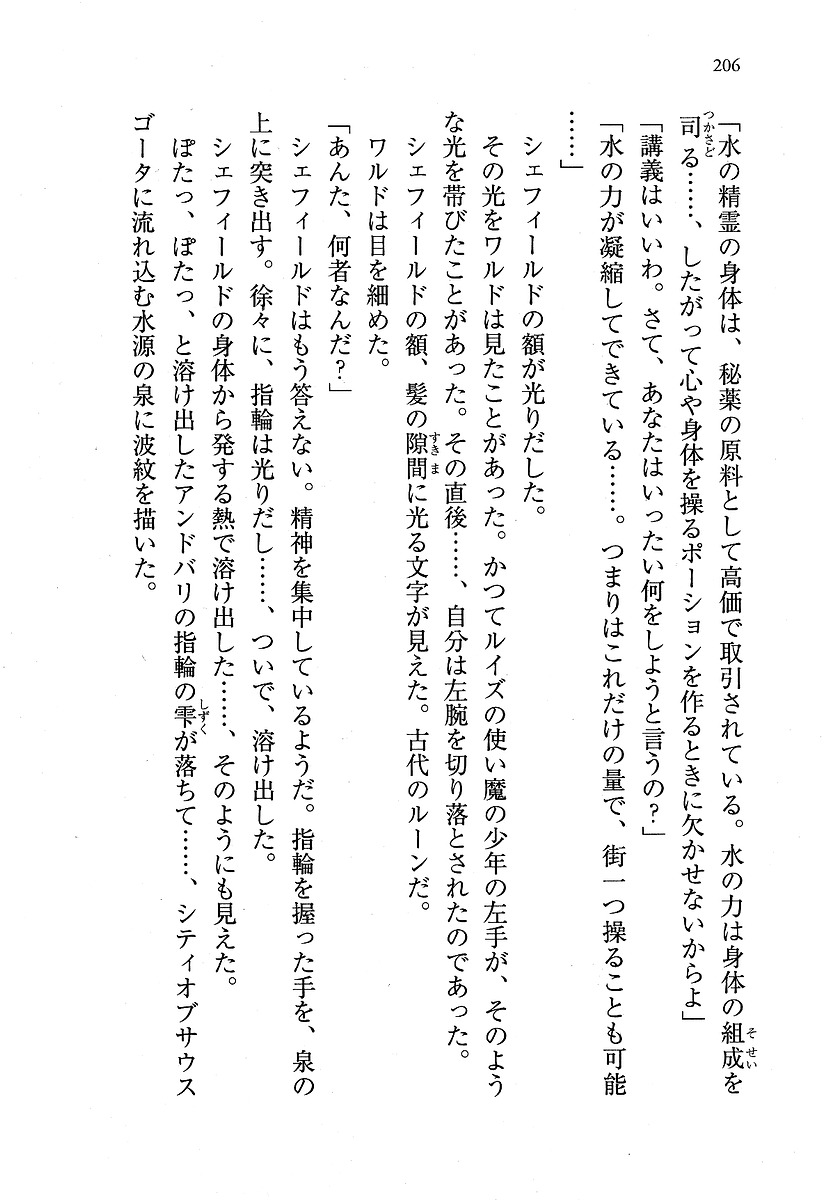 206
「水の精霊の身体は、秘薬の原料として高価で取引されている。水の力は身体の組成を
司る……、したがって心や身体を操るポーションを作るときに欠かせないからよ」
「講義はいいわ。さて、あなたはいったい何をしようと言うの？」
「水の力が凝縮してできている……。つまりはこれだけの量で、街一つ操ることも可能
……」
シェフィールドの額が光りだした。
その光をワルドは見たことがあった。かつてルイズの使い魔の少年の左手が、そのよう
な光を帯びたことがあった。その直後……、自分は左腕を切り落とされたのであった。
シェフィールドの額、髪の隙間に光る文字が見えた。古代のルーンだ。
ワルドは目を細めた。
「あんた、何者なんだ？」
シェフィールドはもう答えない。精神を集中しているようだ。指輪を握った手を、泉の
上に突き出す。徐々に、指輪は光りだし……、ついで、溶け出した。
シェフィールドの身体から発する熱で溶け出した……、そのようにも見えた。
ぽたっ、ぽたっ、と溶け出したアンドバリの指輪の雫が落ちて……、シティオブサウス
ゴータに流れ込む水源の泉に波紋を描いた。